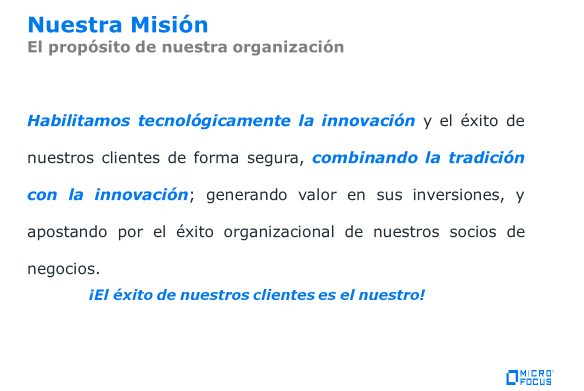 Nuestra Misión
El propósito de nuestra organización
Habilitamos tecnológicamente la innovación y el éxito de
nuestros clientes de forma segura, combinando la tradición
con la innovación; generando valor en sus inversiones, y
apostando por el éxito organizacional de nuestros socios de
negocios.
¡El éxito de nuestros clientes es el nuestro!
MICRO
FOCUS